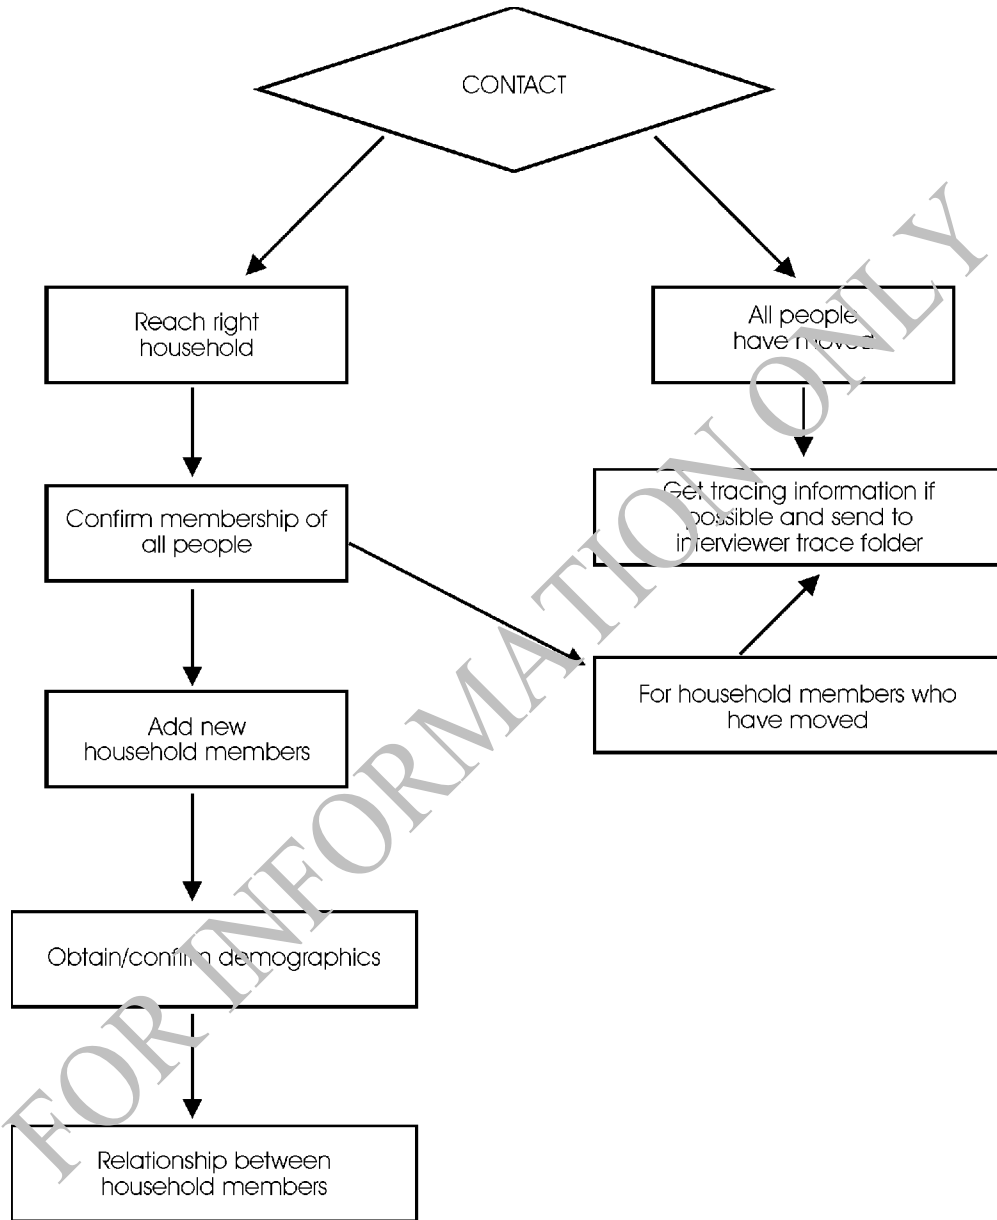 CONTACT
Reach right
household
All people
have moved
Confirm membership of
all people
Get tracing information if
possible and send to
interviewer trace folder
Add new
household members
For household members who
have moved
Obtain/confirm demographics
Relationship between
household members
FOR INFORMATION ONLY